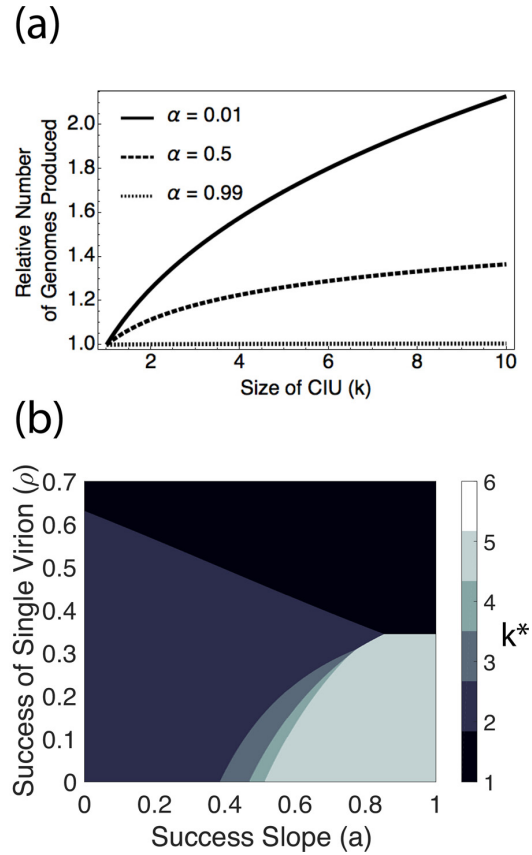 (a)
Relative Number
of Genomes Produced
2.0
1.8
1.6
1.4
1.2
1.0
α = 0.01
α = 0.5
α = 0.99
2 4 6 8 10
Size of CIU (k)
(b)
Success of Single Virion (ρ)
0.7
0.6
0.5
0.4
0.3
0.2
0.1
0
0 0.2 0.4 0.6 0.8 1
Success Slope (a)
6
5
4
3
2
1
k*